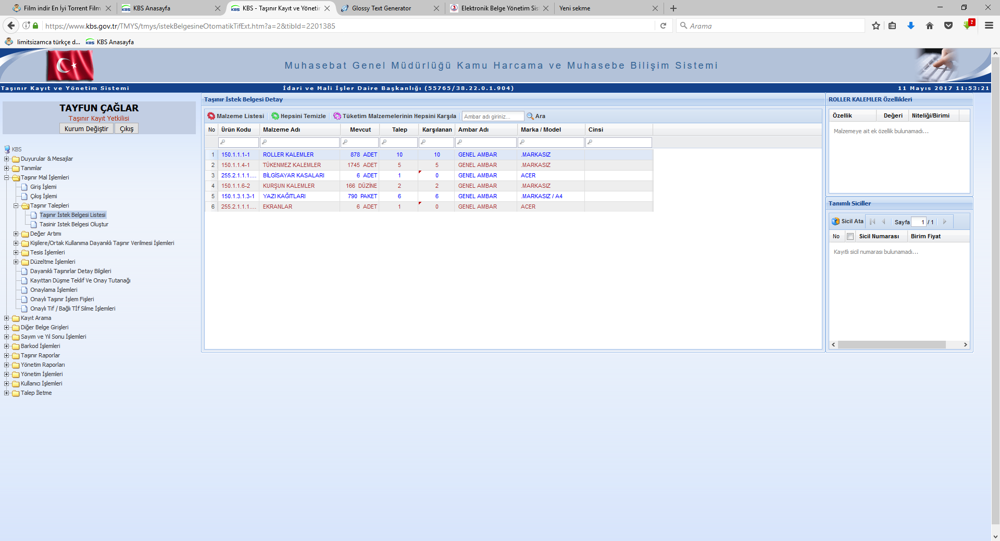 Film indir En İyi Torrent Film
KBS Anasayfa
KBS - Taşınır Kayıt ve Yönetim
Glossy Text Generator
Elektronik Belge Yönetim Sis
Yeni sekme
https://www.kbs.gov.tr/TMYS/tmys/istekBelgesineOtomatikTifExt.htm?a=2&tibId=2201385
Arama
limitsizamca türkçe d...
KBS Anasayfa
Muhasebat Genel Müdürlüğü Kamu Harcama ve Muhasebe Bilişim Sistemi
Taşınır Kayıt ve Yönetim Sistemi
İdari ve Mali İşler Daire Başkanlığı (55765/38.22.0.1.904)
11 Mayıs 2017 11:53:21
TAYFUN ÇAĞLAR
Taşınır Kayıt Yetkilisi
Kurum Değiştir
Çıkış
KBS
Duyurular & Mesajlar
Tanımlar
Taşınır Mal İşlemleri
Giriş İşlemi
Çıkış İşlemi
Taşınır Talepleri
Taşınır İstek Belgesi Listesi
Tasinir Istek Belgesi Oluştur
Değer Artımı
Kişilere/Ortak Kullanıma Dayanıklı Taşınır Verilmesi İşlemleri
Tesis İşlemleri
Düzeltme İşlemleri
Dayanıklı Taşınırlar Detay Bilgileri
Kayıttan Düşme Teklif Ve Onay Tutanağı
Onaylama İşlemleri
Onaylı Taşınır İşlem Fişleri
Onaylı Tif / Bağlı Tİf Silme İşlemleri
Kayıt Arama
Diğer Belge Girişleri
Sayım ve Yıl Sonu İşlemleri
Barkod İşlemleri
Taşınır Raporlar
Yönetim Raporları
Yönetim İşlemleri
Kullanıcı İşlemleri
Talep İletme
Taşınır İstek Belgesi Detay
Malzeme Listesi
Hepsini Temizle
Tüketim Malzemelerinin Hepsini Karşıla
Ambar adı giriniz...
Ara
No Ürün Kodu Malzeme Adı Mevcut Talep Karşılanan Ambar Adı Marka / Model Cinsi
1 150.1.1.1-1 ROLLER KALEMLER 878 ADET 10 10 GENEL AMBAR .MARKASIZ
2 150.1.1.4-1 TÜKENMEZ KALEMLER 1745 ADET 5 5 GENEL AMBAR .MARKASIZ
3 255.2.1.1.1.... BİLGİSAYAR KASALARI 6 ADET 1 0 GENEL AMBAR ACER
4 150.1.1.6-2 KURŞUN KALEMLER 166 DÜZİNE 2 2 GENEL AMBAR .MARKASIZ
5 150.1.3.1.3-1 YAZI KAĞITLARI 790 PAKET 6 6 GENEL AMBAR .MARKASIZ / A4
6 255.2.1.1.1.... EKRANLAR 6 ADET 1 0 GENEL AMBAR ACER
ROLLER KALEMLER Özellikleri
Özellik Değeri Niteliği/Birimi
Malzemeye ait ek özellik bulunamadı...
Tanımlı Siciller
Sicil Ata
Sayfa 1 / 1
No Sicil Numarası Birim Fiyat
Kayıtlı sicil numarası bulunamadı...